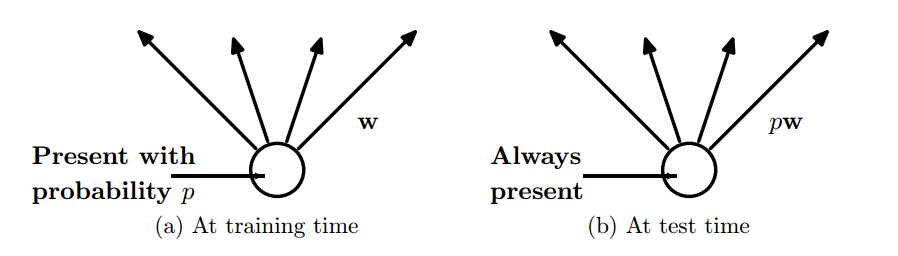 w
Present with
probability p
(a) At training time
pw
Always
present
(b) At test time